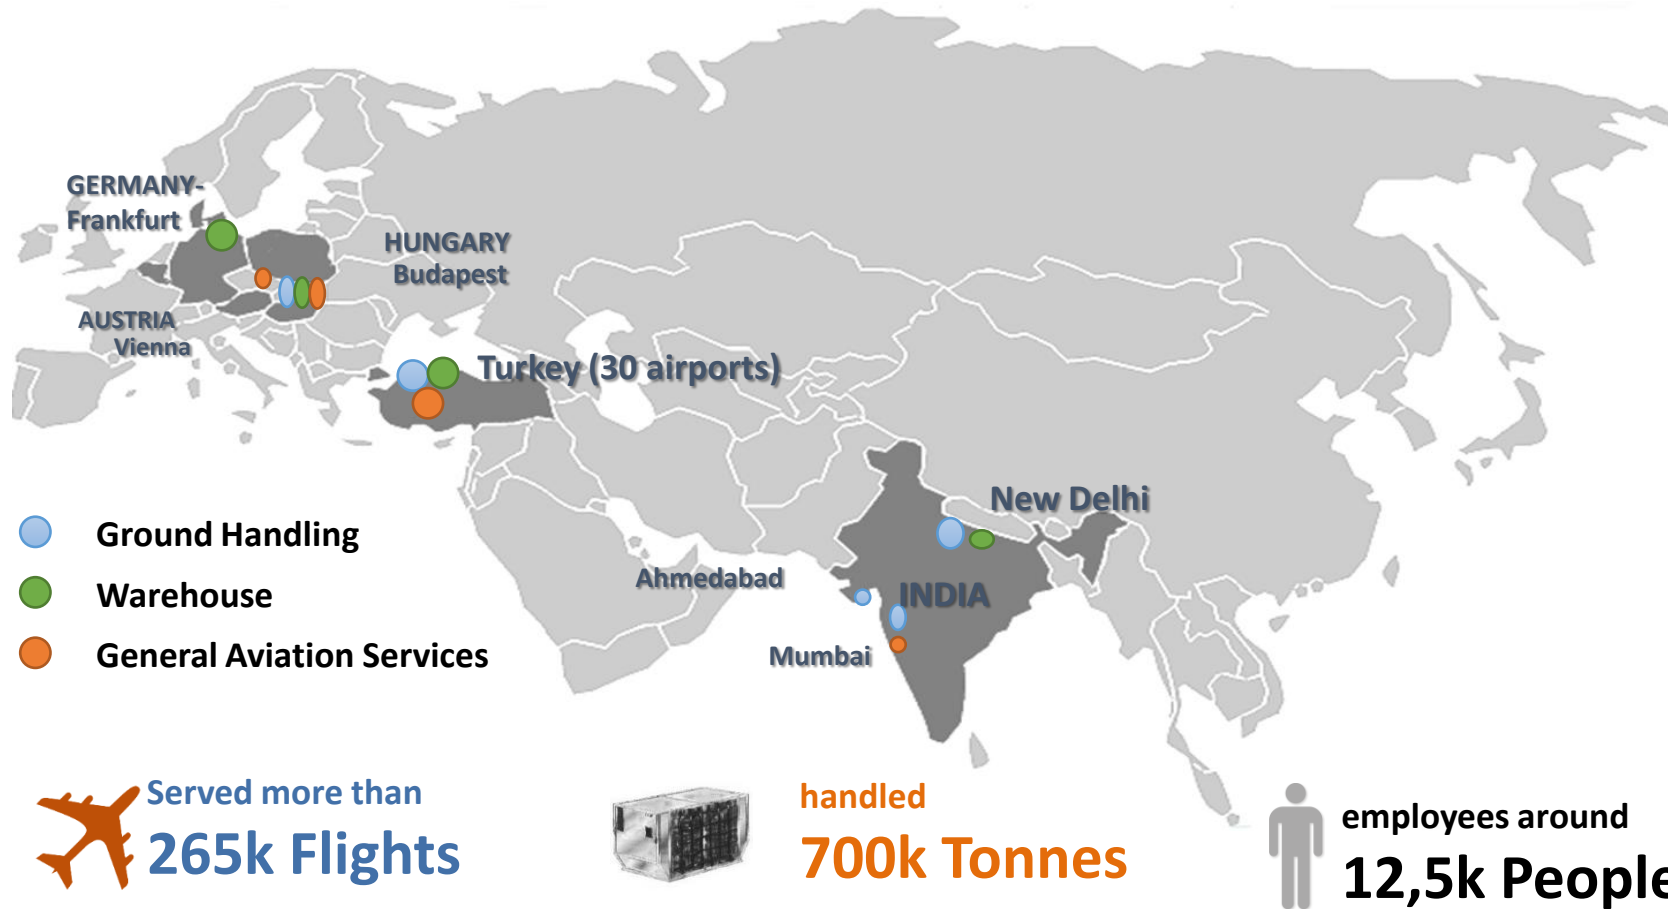 GERMANY-
Frankfurt
HUNGARY
Budapest
AUSTRIA
Vienna
Turkey (30 airports)
New Delhi
Ahmedabad
INDIA
Mumbai
Ground Handling
Warehouse
General Aviation Services
Served more than
265k Flights
handled
700k Tonnes
employees around
12,5k People